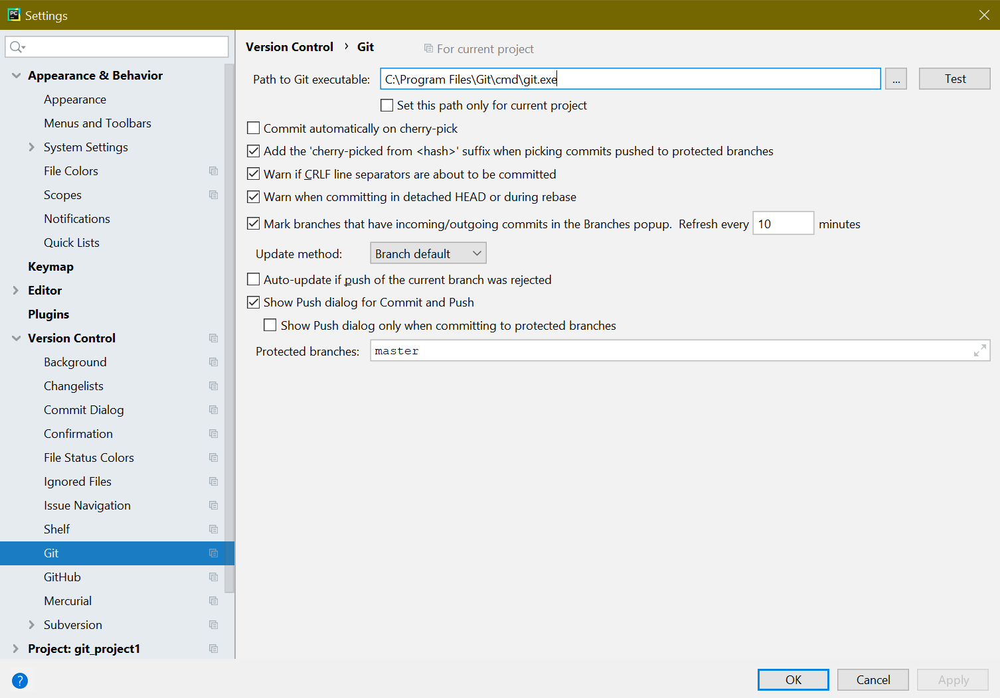 PC
Settings
Appearance & Behavior
Appearance
Menus and Toolbars
System Settings
File Colors
Scopes
Notifications
Quick Lists
Keymap
Editor
Plugins
Version Control
Background
Changelists
Commit Dialog
Confirmation
File Status Colors
Ignored Files
Issue Navigation
Shelf
Git
GitHub
Mercurial
Subversion
Project: git_project1
Version Control › Git For current project
Path to Git executable: C:\Program Files\Git\cmd\git.exe ... Test
Set this path only for current project
Commit automatically on cherry-pick
Add the 'cherry-picked from <hash>' suffix when picking commits pushed to protected branches
Warn if CRLF line separators are about to be committed
Warn when committing in detached HEAD or during rebase
Mark branches that have incoming/outgoing commits in the Branches popup. Refresh every 10 minutes
Update method: Branch default
Auto-update if push of the current branch was rejected
Show Push dialog for Commit and Push
Show Push dialog only when committing to protected branches
Protected branches: master
? OK Cancel Apply